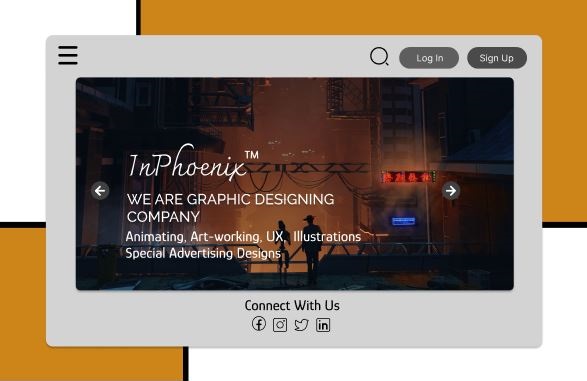 Log In
Sign Up
InPhoenix™
WE ARE GRAPHIC DESIGNING
COMPANY
Animating, Art-working, UX, Illustrations
Special Advertising Designs
Connect With Us